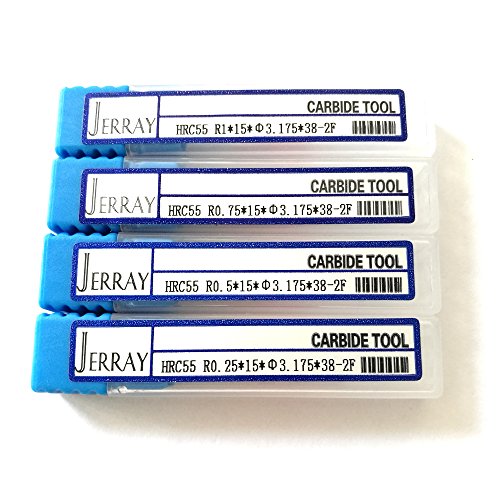 JERRAY
CARBIDE TOOL
HRC55 R1*15*Φ3.175*38-2F
JERRAY
CARBIDE TOOL
HRC55 R0.75*15*Φ3.175*38-2F
JERRAY
CARBIDE TOOL
HRC55 R0.5*15*Φ3.175*38-2F
JERRAY
CARBIDE TOOL
HRC55 R0.25*15*Φ3.175*38-2F